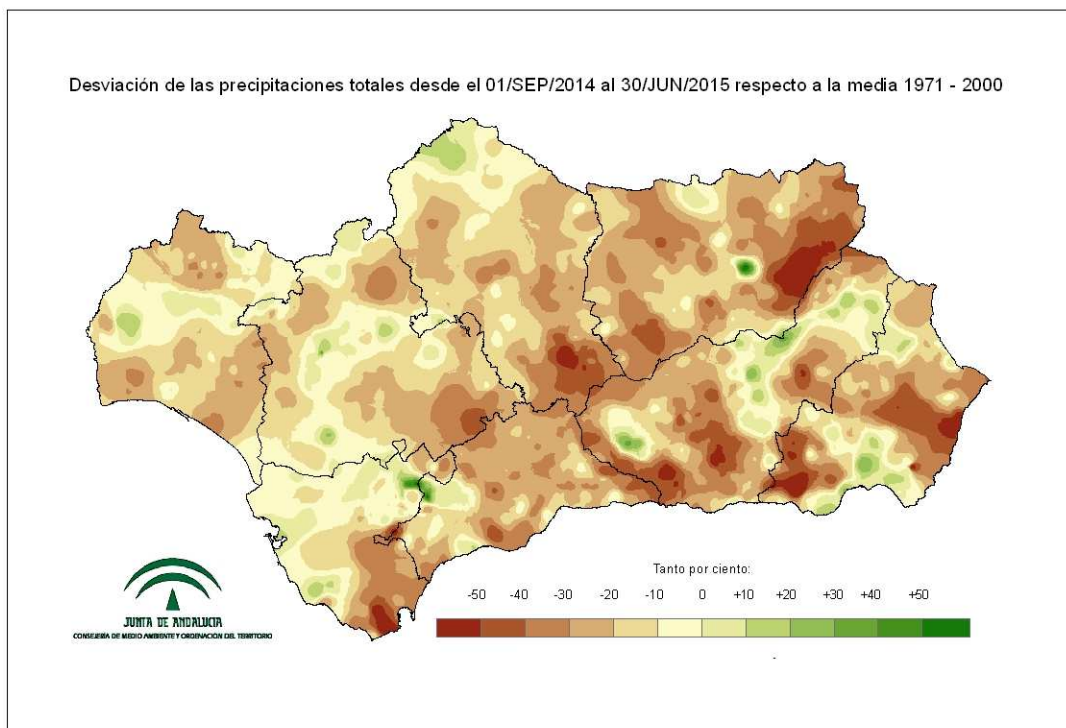 Desviación de las precipitaciones totales desde el 01/SEP/2014 al 30/JUN/2015 respecto a la media 1971 - 2000
Tanto por ciento:
-50 -40 -30 -20 -10 0 +10 +20 +30 +40 +50
JUNTA DE ANDALUCIA
CONSEJERÍA DE MEDIO AMBIENTE Y ORDENACIÓN DEL TERRITORIO
-